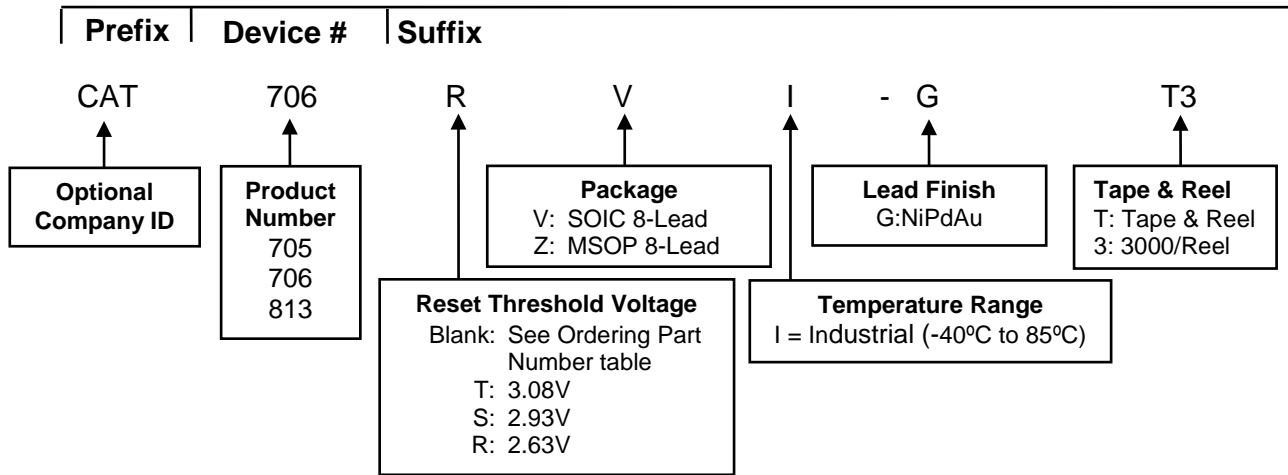 Prefix Device # Suffix
CAT 706 R V I - G T3
Optional
Company ID
Product
Number
705
706
813
Package
V: SOIC 8-Lead
Z: MSOP 8-Lead
Lead Finish
G:NiPdAu
Tape & Reel
T: Tape & Reel
3: 3000/Reel
Reset Threshold Voltage
Blank: See Ordering Part
Number table
T: 3.08V
S: 2.93V
R: 2.63V
Temperature Range
I = Industrial (-40ºC to 85ºC)